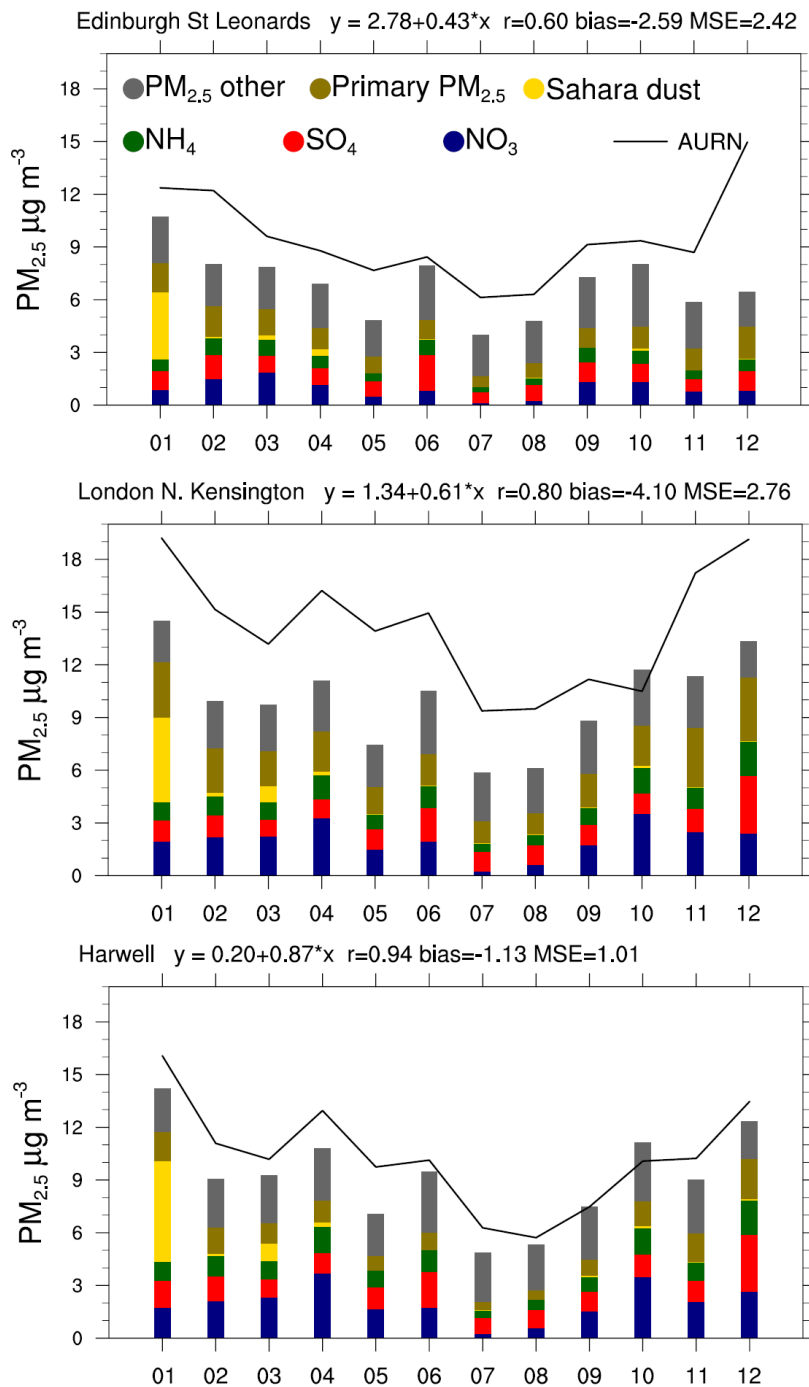 Edinburgh St Leonards y = 2.78+0.43*x r=0.60 bias=-2.59 MSE=2.42
PM2.5 other Primary PM2.5 Sahara dust
NH4 SO4 NO3 AURN
18
15
12
9
6
3
0
PM2.5 μg m-3
01 02 03 04 05 06 07 08 09 10 11 12
London N. Kensington y = 1.34+0.61*x r=0.80 bias=-4.10 MSE=2.76
18
15
12
9
6
3
0
PM2.5 μg m-3
01 02 03 04 05 06 07 08 09 10 11 12
Harwell y = 0.20+0.87*x r=0.94 bias=-1.13 MSE=1.01
18
15
12
9
6
3
0
PM2.5 μg m-3
01 02 03 04 05 06 07 08 09 10 11 12